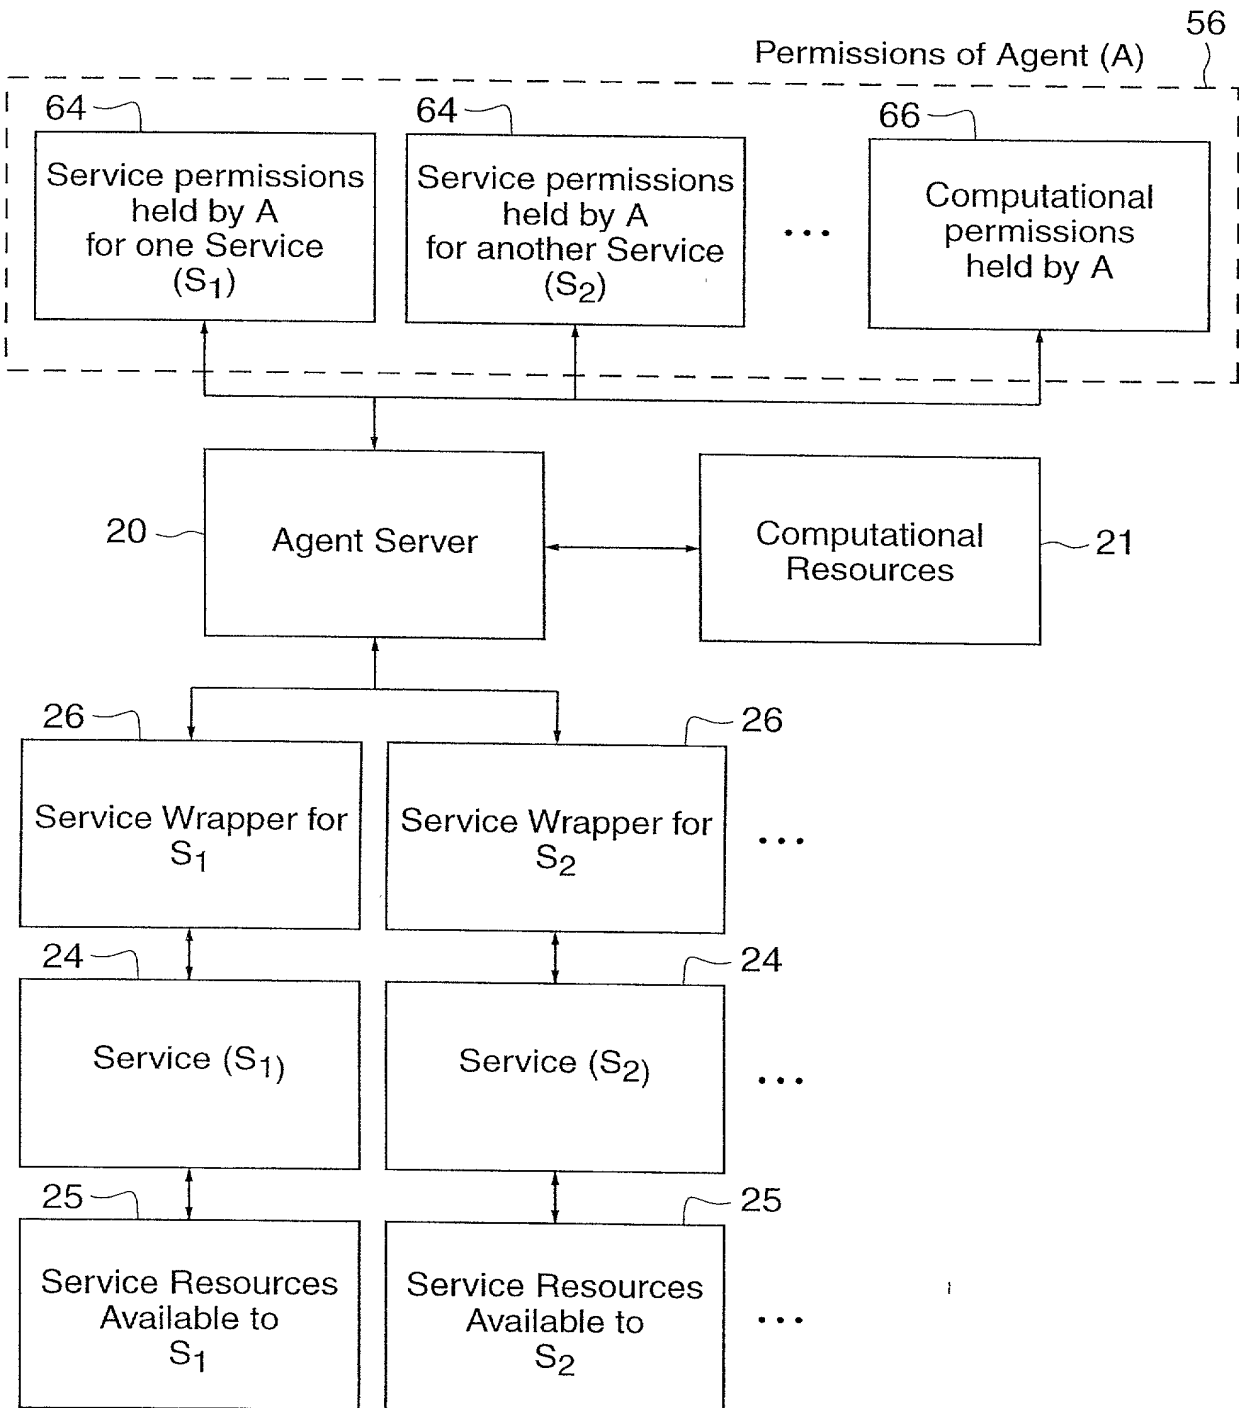 56
Permissions of Agent (A)
64
64
66
Service permissions
held by A
for one Service
(S1)
Service permissions
held by A
for another Service
(S2)
...
Computational
permissions
held by A
20
Agent Server
Computational
Resources
21
26
26
Service Wrapper for
S1
Service Wrapper for
S2
...
24
24
Service (S1)
Service (S2)
...
25
25
Service Resources
Available to
S1
Service Resources
Available to
S2
...